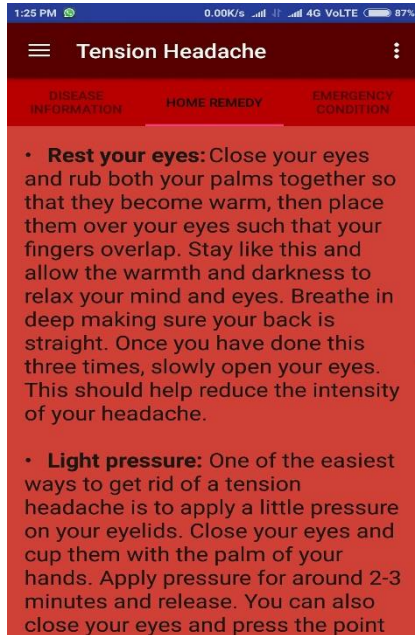 1:25 PM 0.00K/s 4G VoLTE 87%
Tension Headache
DISEASE INFORMATION HOME REMEDY EMERGENCY CONDITION
• Rest your eyes: Close your eyes
and rub both your palms together so
that they become warm, then place
them over your eyes such that your
fingers overlap. Stay like this and
allow the warmth and darkness to
relax your mind and eyes. Breathe in
deep making sure your back is
straight. Once you have done this
three times, slowly open your eyes.
This should help reduce the intensity
of your headache.
• Light pressure: One of the easiest
ways to get rid of a tension
headache is to apply a little pressure
on your eyelids. Close your eyes and
cup them with the palm of your
hands. Apply pressure for around 2-3
minutes and release. You can also
close your eyes and press the point